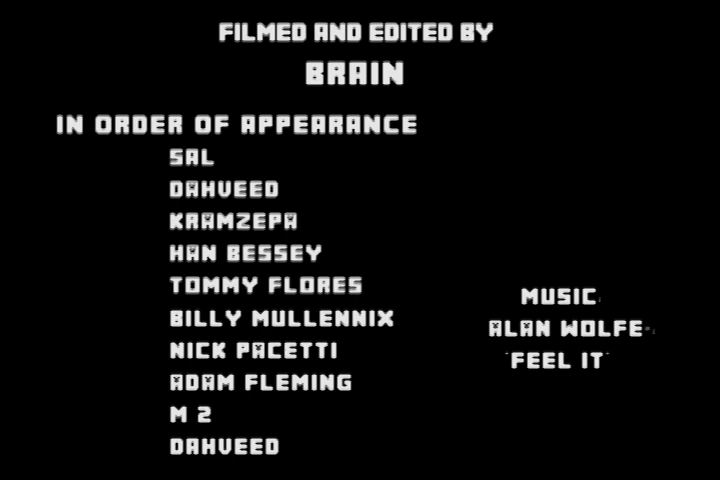 FILMED AND EDITED BY
BRAIN
IN ORDER OF APPEARANCE
SAL
DAHVEED
KRAMZEPA
HAN BESSEY
TOMMY FLORES
BILLY MULLENNIX
NICK PACETTI
ADAM FLEMING
M 2
DAHVEED
MUSIC
ALAN WOLFE
"FEEL IT"